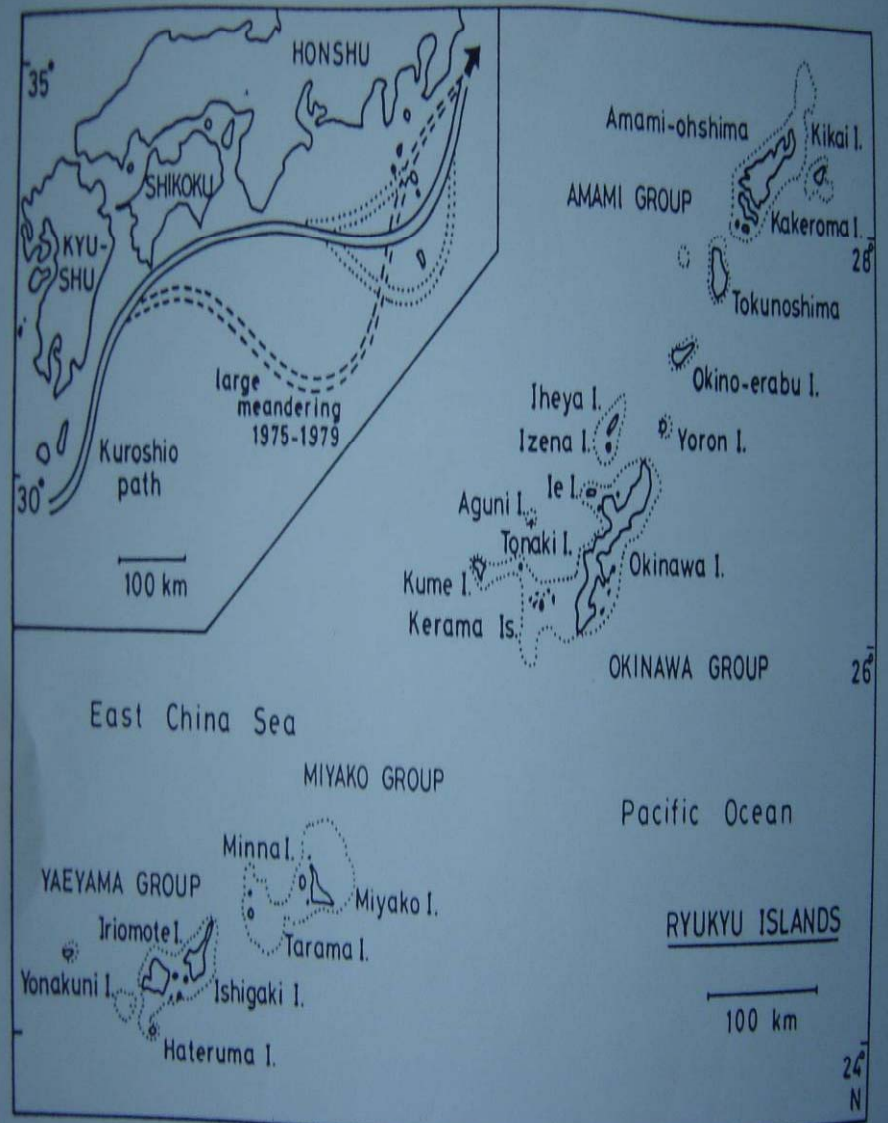 HONSHU
35°
SHIKOKU
KYU-
SHU
large
meandering
1975-1979
Kuroshio
path
30°
100 km
Amami-ohshima
Kikai I.
AMAMI GROUP
Kakeroma I.
28°
Tokunoshima
Okino-erabu I.
Iheya I.
Izena I.
Yoron I.
Ie I.
Aguni I.
Tonaki I.
Okinawa I.
Kume I.
Kerama Is.
OKINAWA GROUP
26°
East China Sea
MIYAKO GROUP
Pacific Ocean
Minna I.
YAEYAMA GROUP
Miyako I.
Iriomote I.
Tarama I.
RYUKYU ISLANDS
Yonakuni I.
Ishigaki I.
100 km
Hateruma I.
24°
N